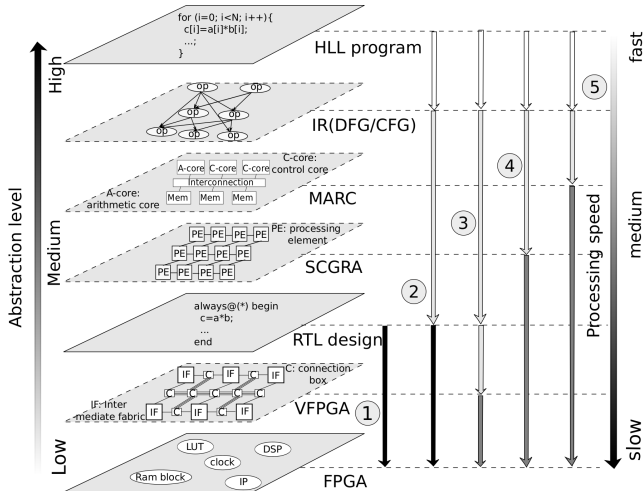 for (i=0; i<N; i++){
c[i]=a[i]*b[i];
...;
}
HLL program
op op
op op
op op op
IR(DFG/CFG)
A-core C-core C-core
C-core:
control core
Interconnection
A-core:
arithmetic core
Mem Mem Mem
MARC
PE PE PE PE
PE PE PE PE
PE PE PE PE
PE: processing
element
SCGRA
always@(*) begin
c=a*b;
...
end
RTL design
IF C IF C IF
C C C C C
IF C IF C IF
C: connection
box
IF: Inter
mediate fabric
VFPGA
LUT DSP
clock
Ram block IP
FPGA
1
2
3
4
5
High
Medium
Low
Abstraction level
fast
medium
slow
Processing speed